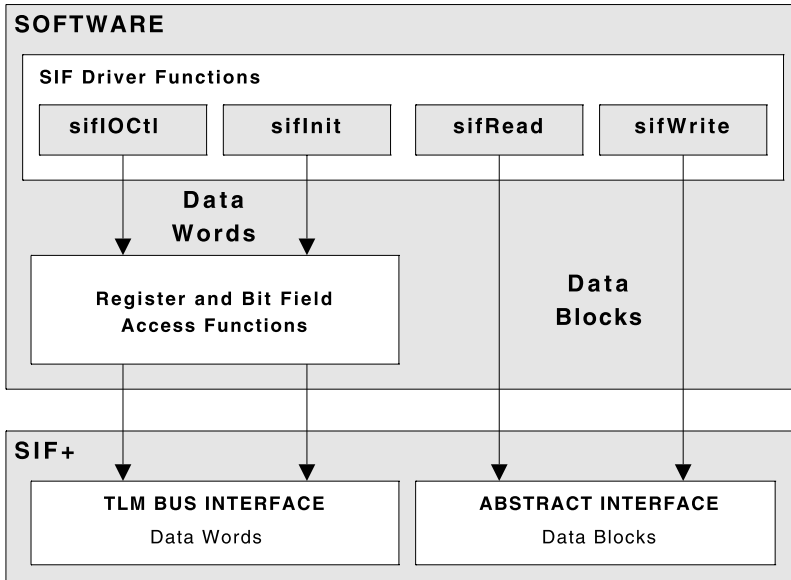 SOFTWARE
SIF Driver Functions
sifIOCtl
sifInit
sifRead
sifWrite
Data
Words
Register and Bit Field
Access Functions
Data
Blocks
SIF+
TLM BUS INTERFACE
Data Words
ABSTRACT INTERFACE
Data Blocks